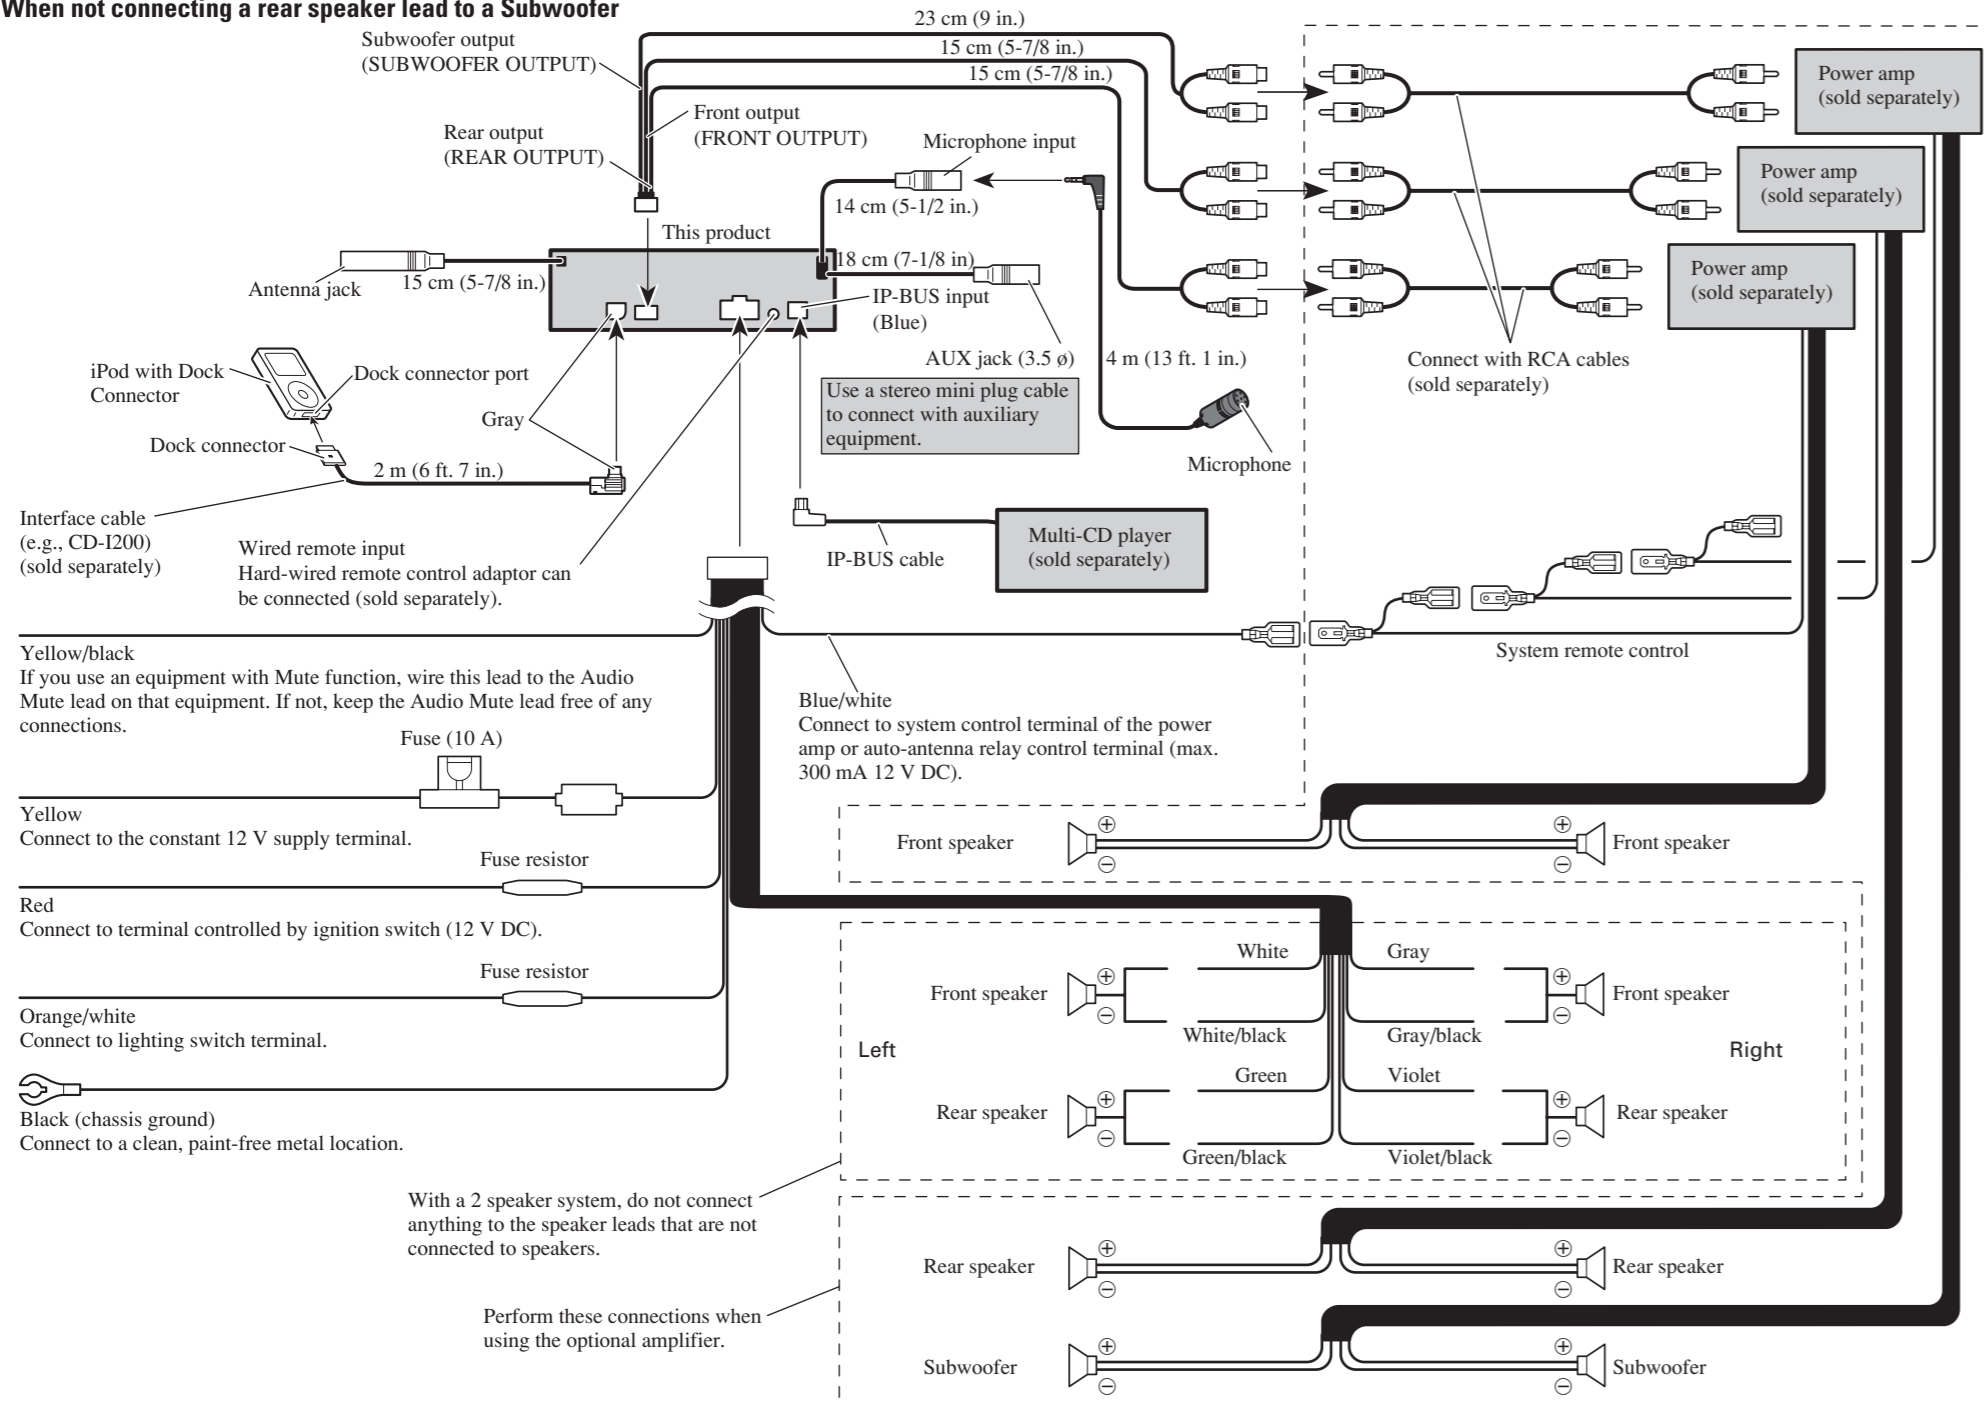 When not connecting a rear speaker lead to a Subwoofer
23 cm (9 in.)
Subwoofer output
(SUBWOOFER OUTPUT)
15 cm (5-7/8 in.)
15 cm (5-7/8 in.)
Front output
(FRONT OUTPUT)
Rear output
(REAR OUTPUT)
Microphone input
14 cm (5-1/2 in.)
Power amp
(sold separately)
Power amp
(sold separately)
Power amp
(sold separately)
This product
18 cm (7-1/8 in)
Antenna jack
15 cm (5-7/8 in.)
IP-BUS input
(Blue)
AUX jack (3.5 ø)
4 m (13 ft. 1 in.)
Connect with RCA cables
(sold separately)
Use a stereo mini plug cable
to connect with auxiliary
equipment.
iPod with Dock
Connector
Dock connector port
Gray
Dock connector
2 m (6 ft. 7 in.)
Microphone
Interface cable
(e.g., CD-I200)
(sold separately)
Wired remote input
Hard-wired remote control adaptor can
be connected (sold separately).
IP-BUS cable
Multi-CD player
(sold separately)
System remote control
Yellow/black
If you use an equipment with Mute function, wire this lead to the Audio
Mute lead on that equipment. If not, keep the Audio Mute lead free of any
connections.
Blue/white
Connect to system control terminal of the power
amp or auto-antenna relay control terminal (max.
300 mA 12 V DC).
Fuse (10 A)
Yellow
Connect to the constant 12 V supply terminal.
Fuse resistor
Red
Connect to terminal controlled by ignition switch (12 V DC).
Fuse resistor
Orange/white
Connect to lighting switch terminal.
Black (chassis ground)
Connect to a clean, paint-free metal location.
Front speaker
⊕
⊖
⊕
⊖
Front speaker
White
Gray
Front speaker
⊕
⊖
⊕
⊖
Front speaker
White/black
Gray/black
Left
Right
Green
Violet
Rear speaker
⊕
⊖
⊕
⊖
Rear speaker
Green/black
Violet/black
With a 2 speaker system, do not connect
anything to the speaker leads that are not
connected to speakers.
Rear speaker
⊕
⊖
⊕
⊖
Rear speaker
Perform these connections when
using the optional amplifier.
Subwoofer
⊕
⊖
⊕
⊖
Subwoofer